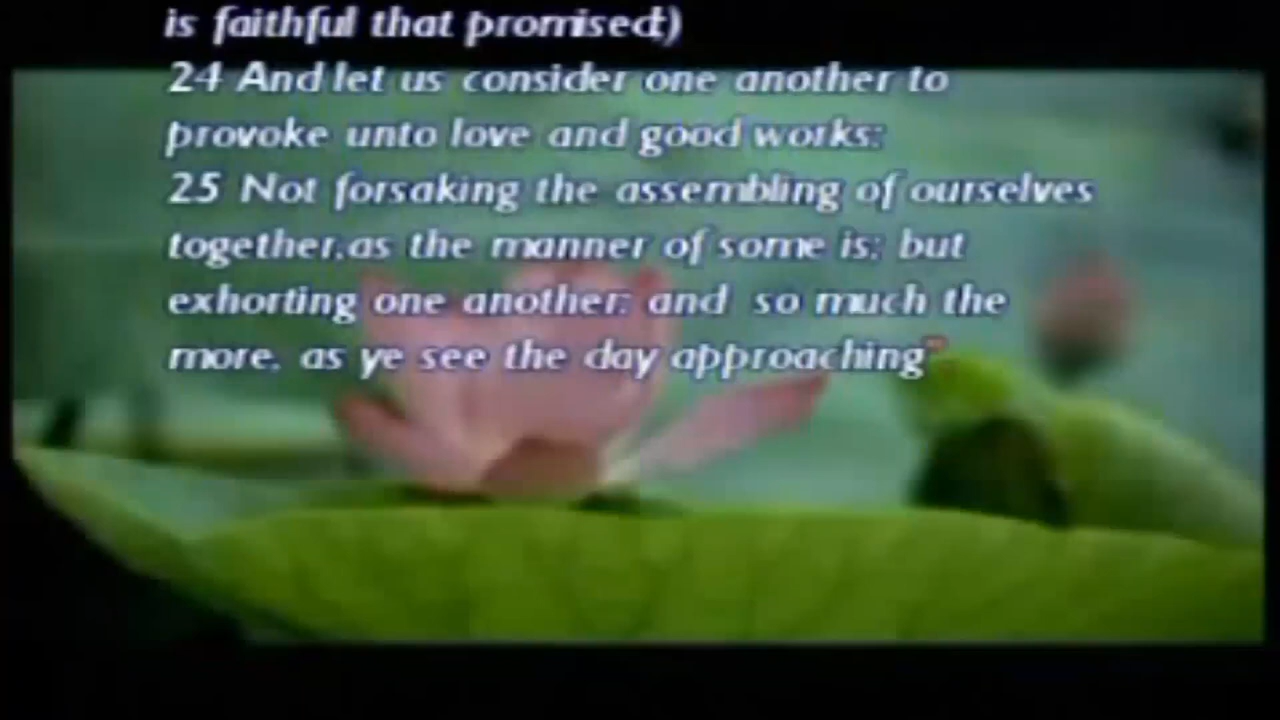 is faithful that promised;)
24 And let us consider one another to
provoke unto love and good works:
25 Not forsaking the assembling of ourselves
together,as the manner of some is; but
exhorting one another: and so much the
more, as ye see the day approaching"